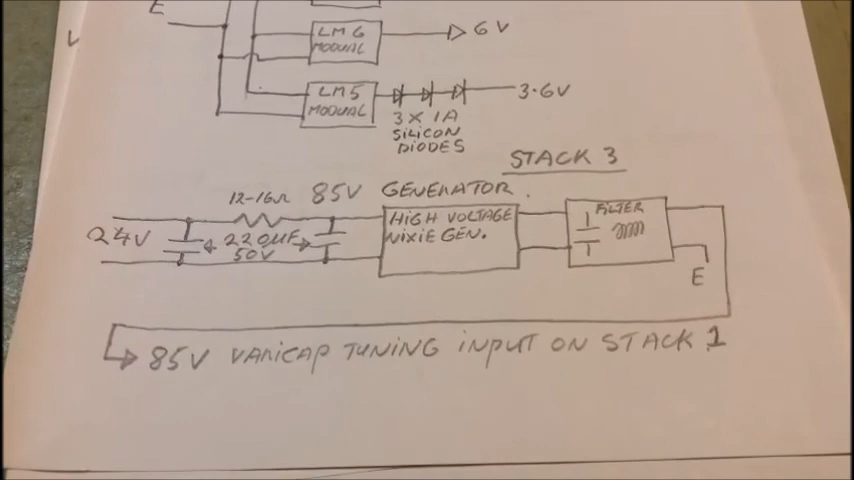 E
LM6
MODUAL
6V
LM5
MODUAL
3.6V
3 X 1A
SILICON
DIODES
STACK 3
12-16Ω 85V GENERATOR.
24V
220UF
50V
HIGH VOLTAGE
NIXIE GEN.
FILTER
E
85V VARICAP TUNING INPUT ON STACK 1